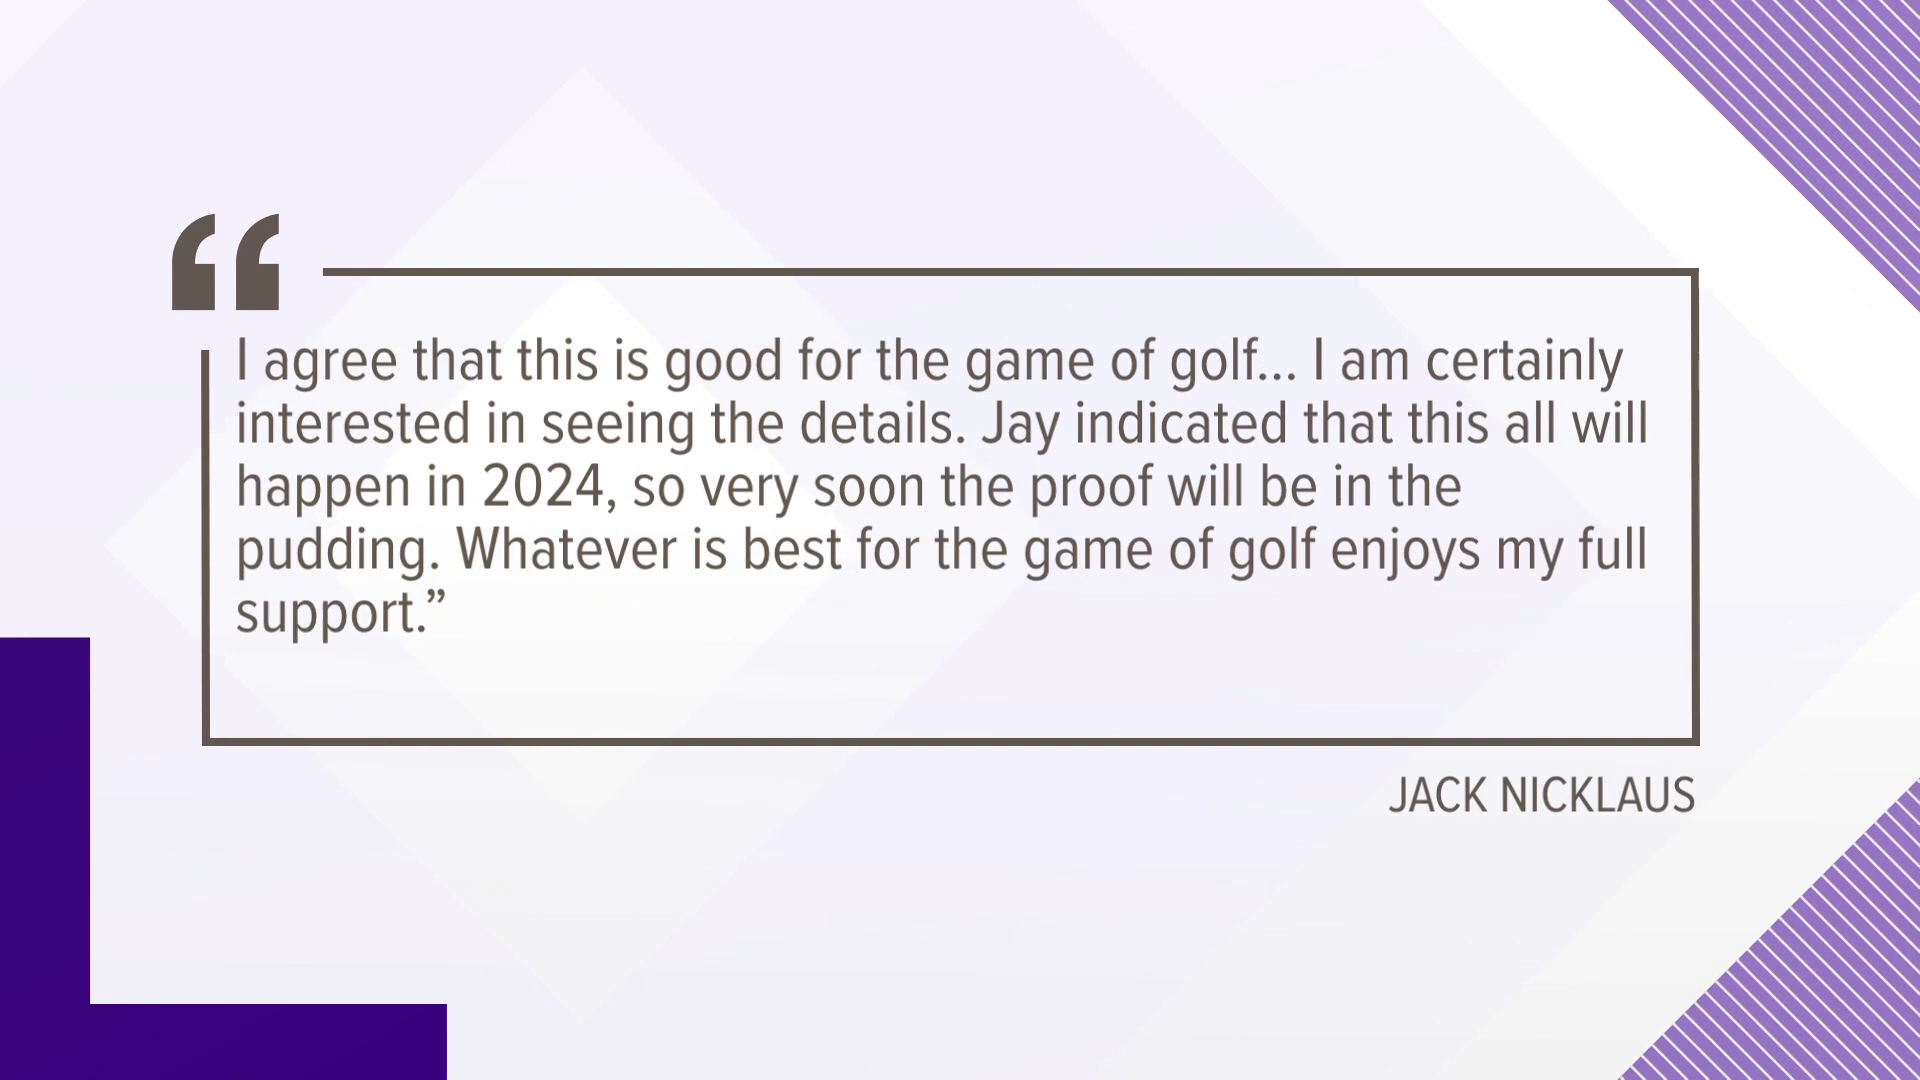 “
I agree that this is good for the game of golf... I am certainly
interested in seeing the details. Jay indicated that this all will
happen in 2024, so very soon the proof will be in the
pudding. Whatever is best for the game of golf enjoys my full
support.”
JACK NICKLAUS